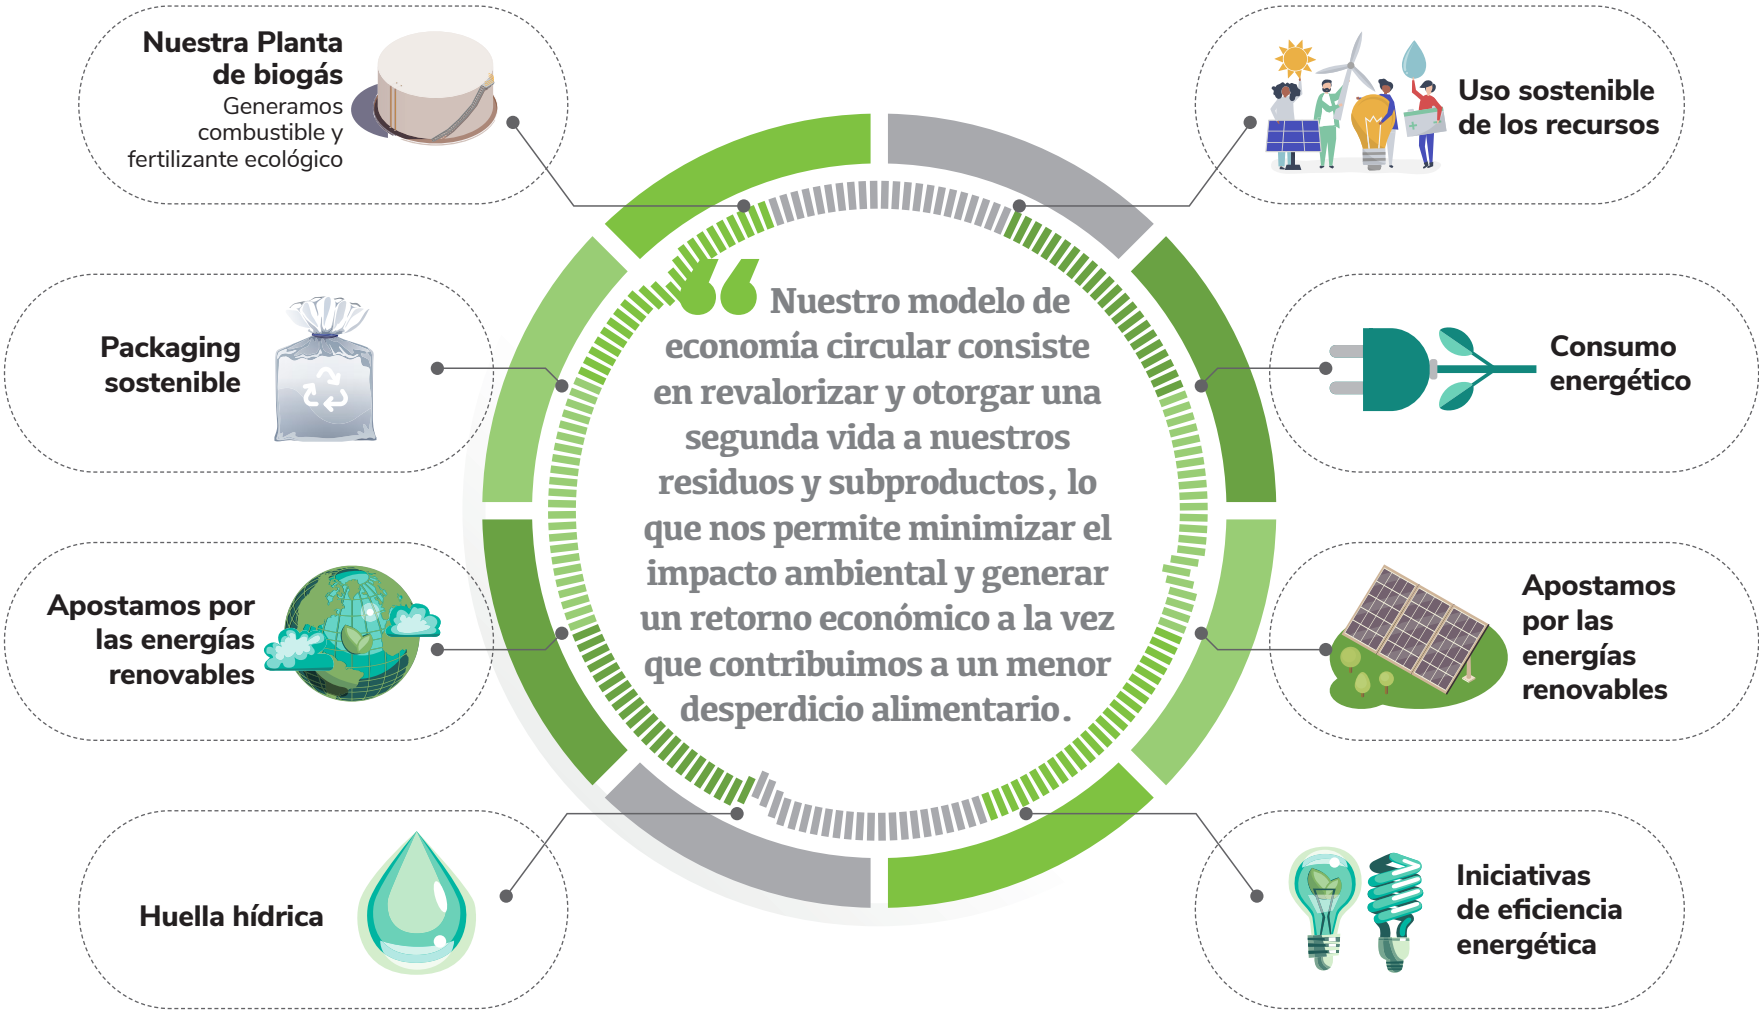 Nuestra Planta
de biogás
Generamos
combustible y
fertilizante ecológico
Uso sostenible
de los recursos
Packaging
sostenible
Consumo
energético
“ Nuestro modelo de
economía circular consiste
en revalorizar y otorgar una
segunda vida a nuestros
residuos y subproductos, lo
que nos permite minimizar el
impacto ambiental y generar
un retorno económico a la vez
que contribuimos a un menor
desperdicio alimentario.
Apostamos por
las energías
renovables
Apostamos
por las
energías
renovables
Huella hídrica
Iniciativas
de eficiencia
energética